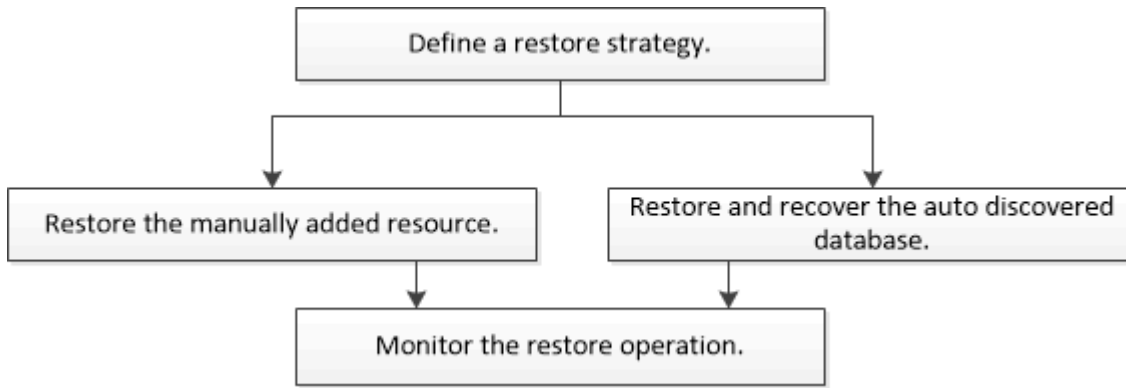 Define a restore strategy.
Restore the manually added resource.
Restore and recover the auto discovered
database.
Monitor the restore operation.